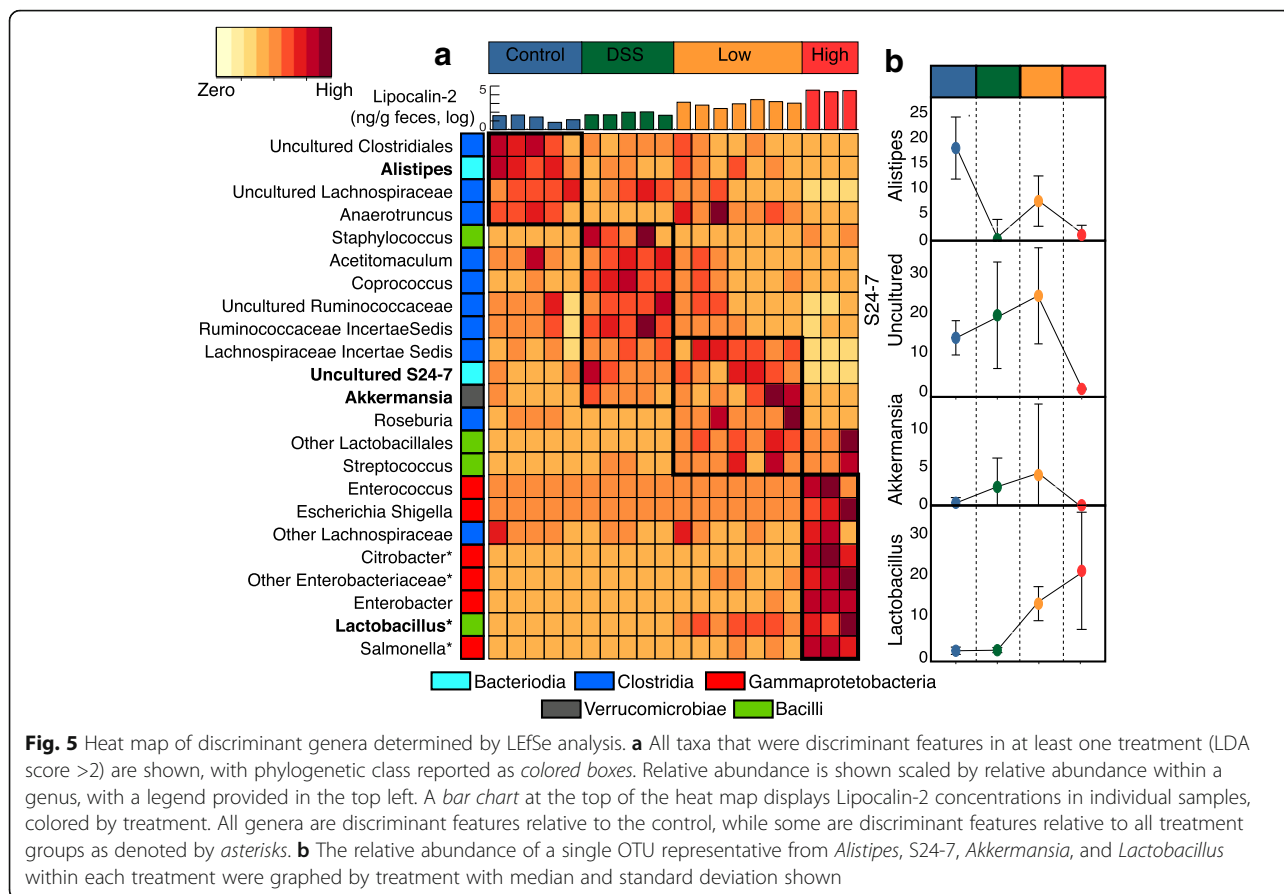 a
Control DSS Low High
Zero High
Lipocalin-2
(ng/g feces, log)
5
0
Uncultured Clostridiales
Alistipes
Uncultured Lachnospiraceae
Anaerotruncus
Staphylococcus
Acetitomaculum
Coprococcus
Uncultured Ruminococcaceae
Ruminococcaceae IncertaeSedis
Lachnospiraceae Incertae Sedis
Uncultured S24-7
Akkermansia
Roseburia
Other Lactobacillales
Streptococcus
Enterococcus
Escherichia Shigella
Other Lachnospiraceae
Citrobacter*
Other Enterobacteriaceae*
Enterobacter
Lactobacillus*
Salmonella*
Bacteriodia Clostridia Gammaprotetobacteria
Verrucomicrobiae Bacilli
b
Alistipes
25
20
15
10
5
0
Uncultured
S24-7
30
20
10
0
Akkermansia
10
5
0
Lactobacillus
30
20
10
0
Fig. 5 Heat map of discriminant genera determined by LEfSe analysis. a All taxa that were discriminant features in at least one treatment (LDA
score >2) are shown, with phylogenetic class reported as colored boxes. Relative abundance is shown scaled by relative abundance within a
genus, with a legend provided in the top left. A bar chart at the top of the heat map displays Lipocalin-2 concentrations in individual samples,
colored by treatment. All genera are discriminant features relative to the control, while some are discriminant features relative to all treatment
groups as denoted by asterisks. b The relative abundance of a single OTU representative from Alistipes, S24-7, Akkermansia, and Lactobacillus
within each treatment were graphed by treatment with median and standard deviation shown